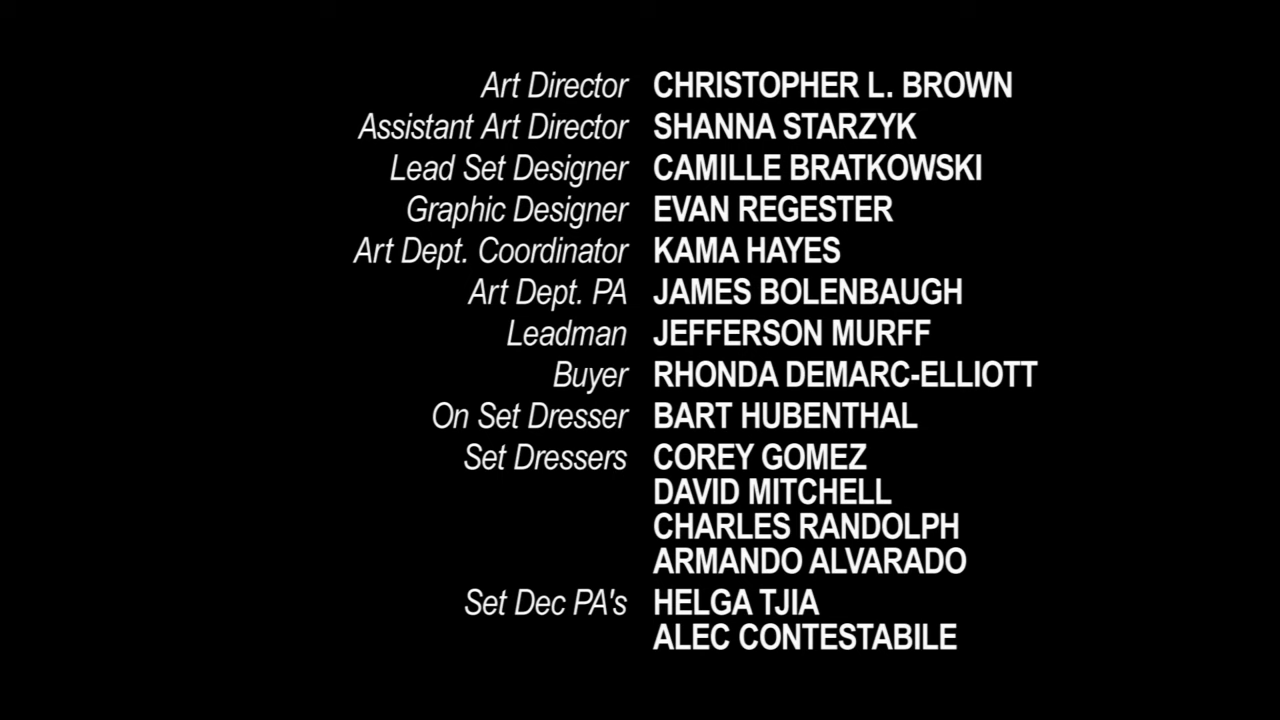 Art Director CHRISTOPHER L. BROWN
Assistant Art Director SHANNA STARZYK
Lead Set Designer CAMILLE BRATKOWSKI
Graphic Designer EVAN REGESTER
Art Dept. Coordinator KAMA HAYES
Art Dept. PA JAMES BOLENBAUGH
Leadman JEFFERSON MURFF
Buyer RHONDA DEMARC-ELLIOTT
On Set Dresser BART HUBENTHAL
Set Dressers COREY GOMEZ
DAVID MITCHELL
CHARLES RANDOLPH
ARMANDO ALVARADO
Set Dec PA's HELGA TJIA
ALEC CONTESTABILE